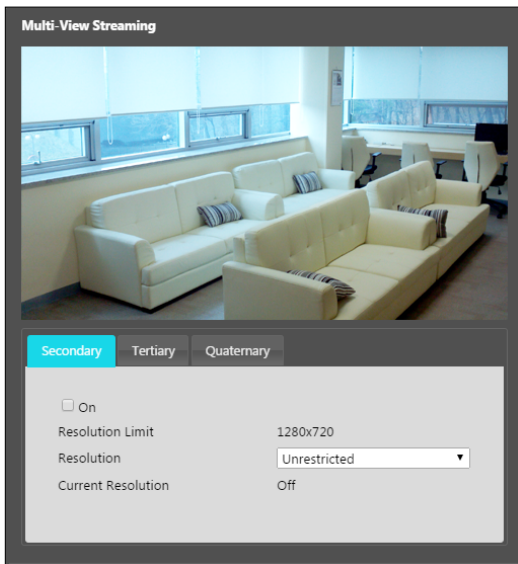 Multi-View Streaming
Secondary Tertiary Quaternary
On
Resolution Limit 1280x720
Resolution Unrestricted
Current Resolution Off